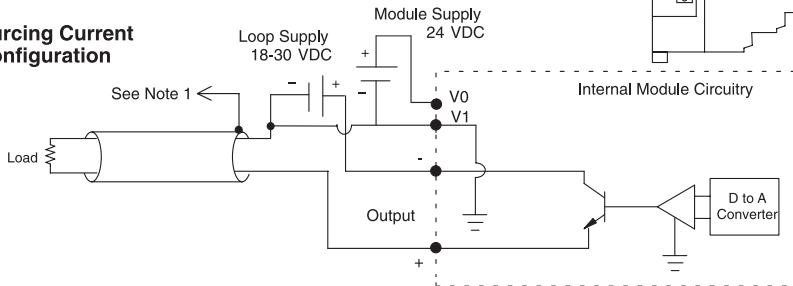 urcing Current
onfiguration
Loop Supply
18-30 VDC
Module Supply
24 VDC
+
-
-
+
See Note 1
Internal Module Circuitry
V0
V1
Load
-
Output
D to A
Converter
+